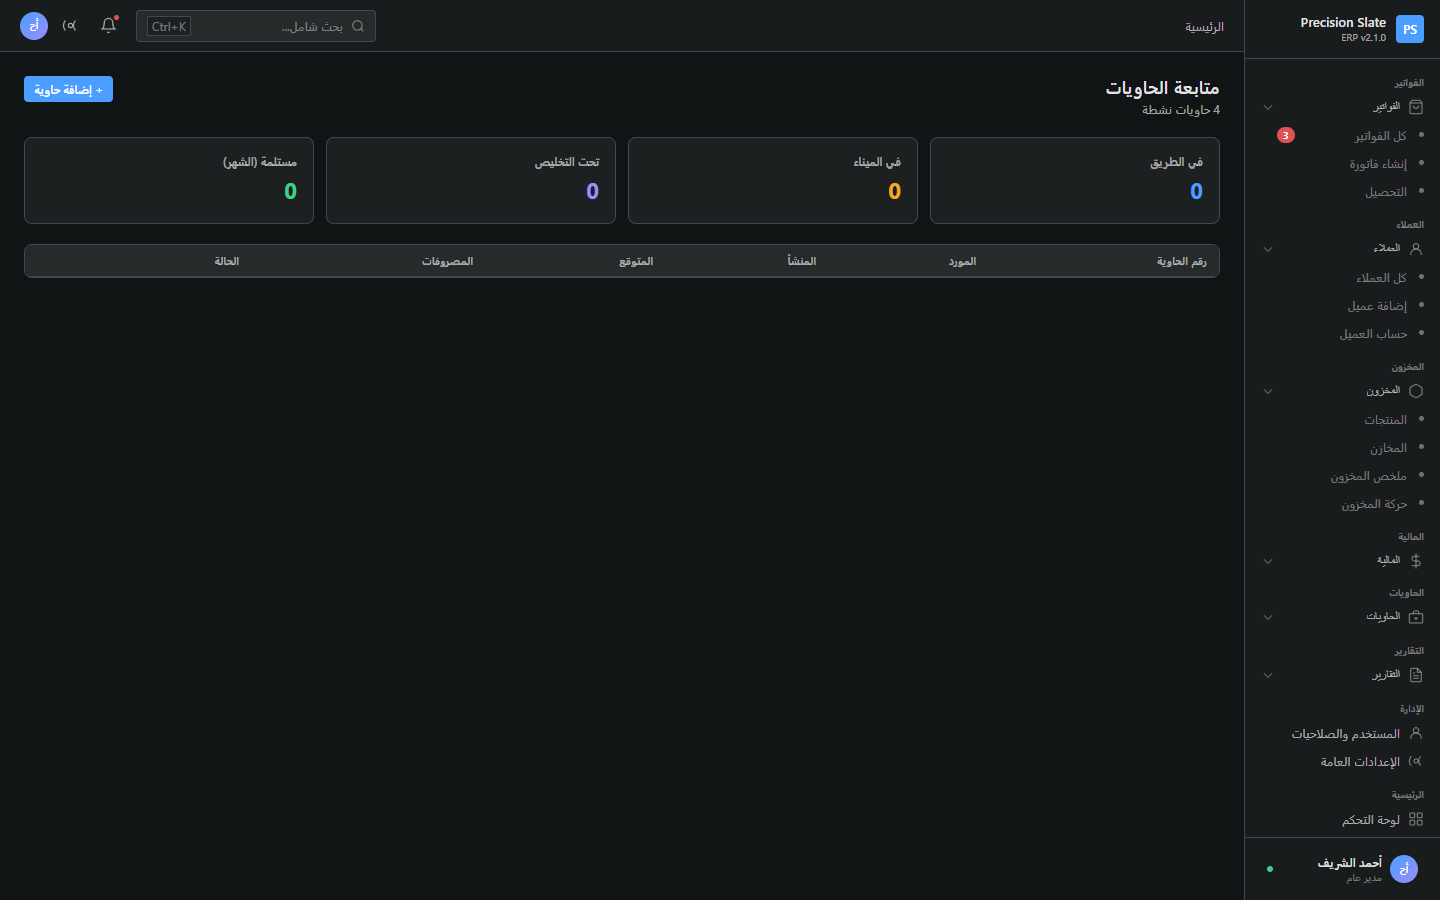 Precision Slate
ERP v2.1.0
PS
الفواتير
الفواتير
كل الفواتير
3
إنشاء فاتورة
التحصيل
العملاء
العملاء
كل العملاء
إضافة عميل
حساب العميل
المخزون
المخزون
المنتجات
المخازن
ملخص المخزون
حركة المخزون
المالية
المالية
الحاويات
الحاويات
التقارير
التقارير
الإدارة
المستخدم والصلاحيات
الإعدادات العامة
الرئيسية
لوحة التحكم
أحمد الشريف
مدير عام
أح
الرئيسية
بحث شامل...
Ctrl+K
أح
متابعة الحاويات
4 حاويات نشطة
+ إضافة حاوية
في الطريق
0
في الميناء
0
تحت التخليص
0
مستلمة (الشهر)
0
رقم الحاوية المورد المنشأ المتوقع المصروفات الحالة